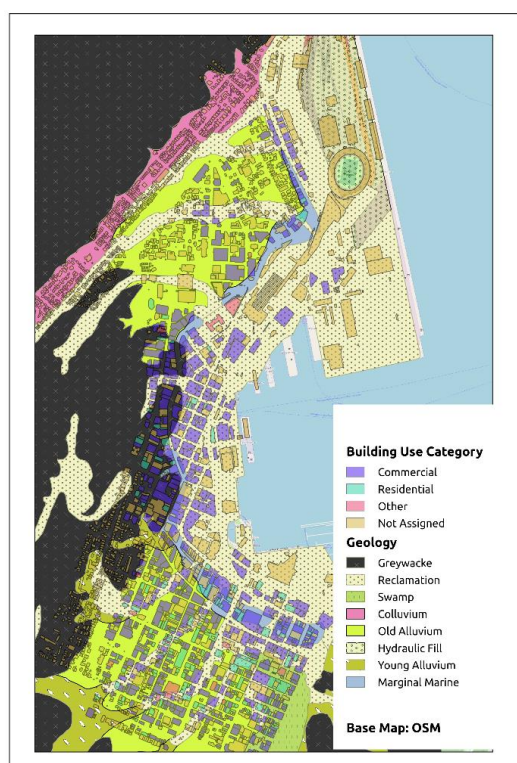 Building Use Category
Commercial
Residential
Other
Not Assigned
Geology
Greywacke
Reclamation
Swamp
Colluvium
Old Alluvium
Hydraulic Fill
Young Alluvium
Marginal Marine
Base Map: OSM